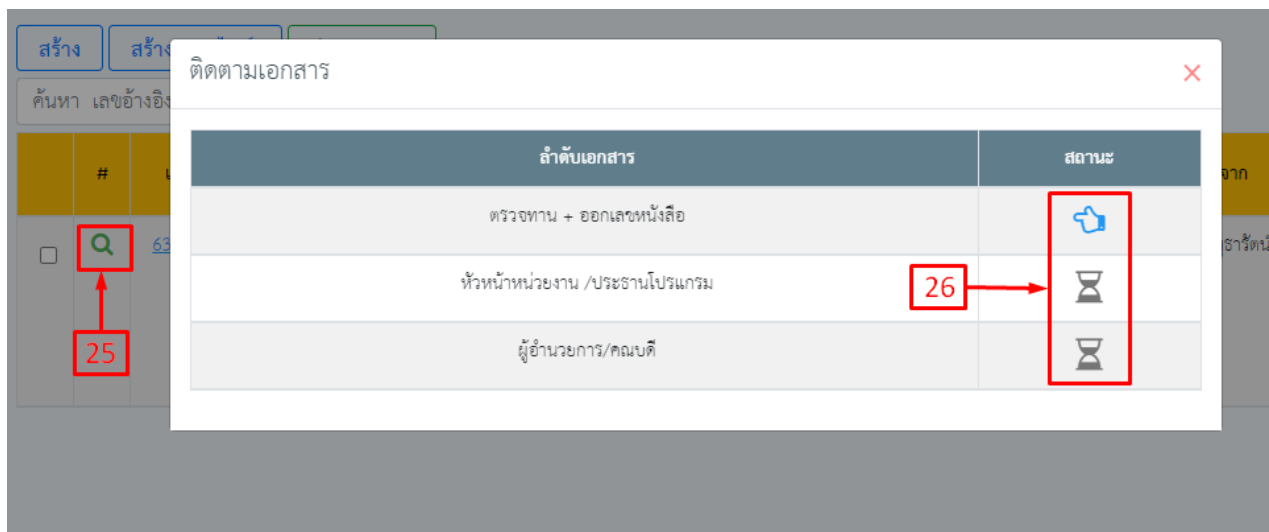 สร้าง
ติดตามเอกสาร
ค้นหา เลขอ้างอิง
ลำดับเอกสาร สถานะ
#
จาก
ตรวจทาน + ออกเลขหนังสือ
63
หัวหน้าหน่วยงาน /ประธานโปรแกรม
26
25
ผู้อำนวยการ/คณบดี